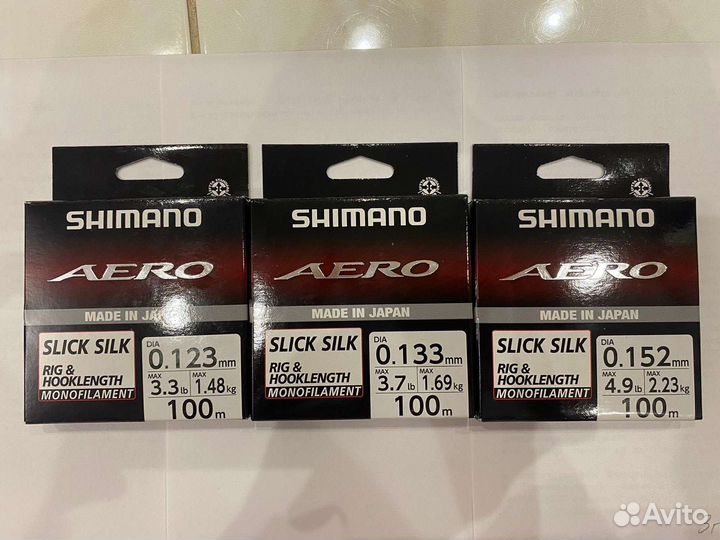 SHIMANO
AERO
MADE IN JAPAN
SLICK SILK
RIG &
HOOKLENGTH
MONOFILAMENT
DIA
0.123mm
MAX MAX
3.3lb 1.48kg
100m
SHIMANO
AERO
MADE IN JAPAN
SLICK SILK
RIG &
HOOKLENGTH
MONOFILAMENT
DIA
0.133mm
MAX MAX
3.7lb 1.69kg
100m
SHIMANO
AERO
MADE IN JAPAN
SLICK SILK
RIG &
HOOKLENGTH
MONOFILAMENT
DIA
0.152mm
MAX MAX
4.9lb 2.23kg
100m
Avito